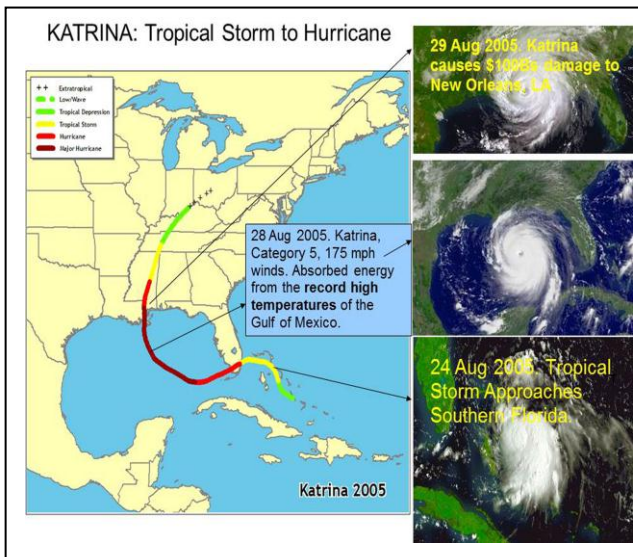 KATRINA: Tropical Storm to Hurricane
++ Extratropical
Low/Wave
Tropical Depression
Tropical Storm
Hurricane
Major Hurricane
29 Aug 2005. Katrina
causes $100Bs damage to
New Orleans, LA
28 Aug 2005. Katrina,
Category 5, 175 mph
winds. Absorbed energy
from the record high
temperatures of the
Gulf of Mexico.
24 Aug 2005. Tropical
Storm Approaches
Southern Florida.
Katrina 2005